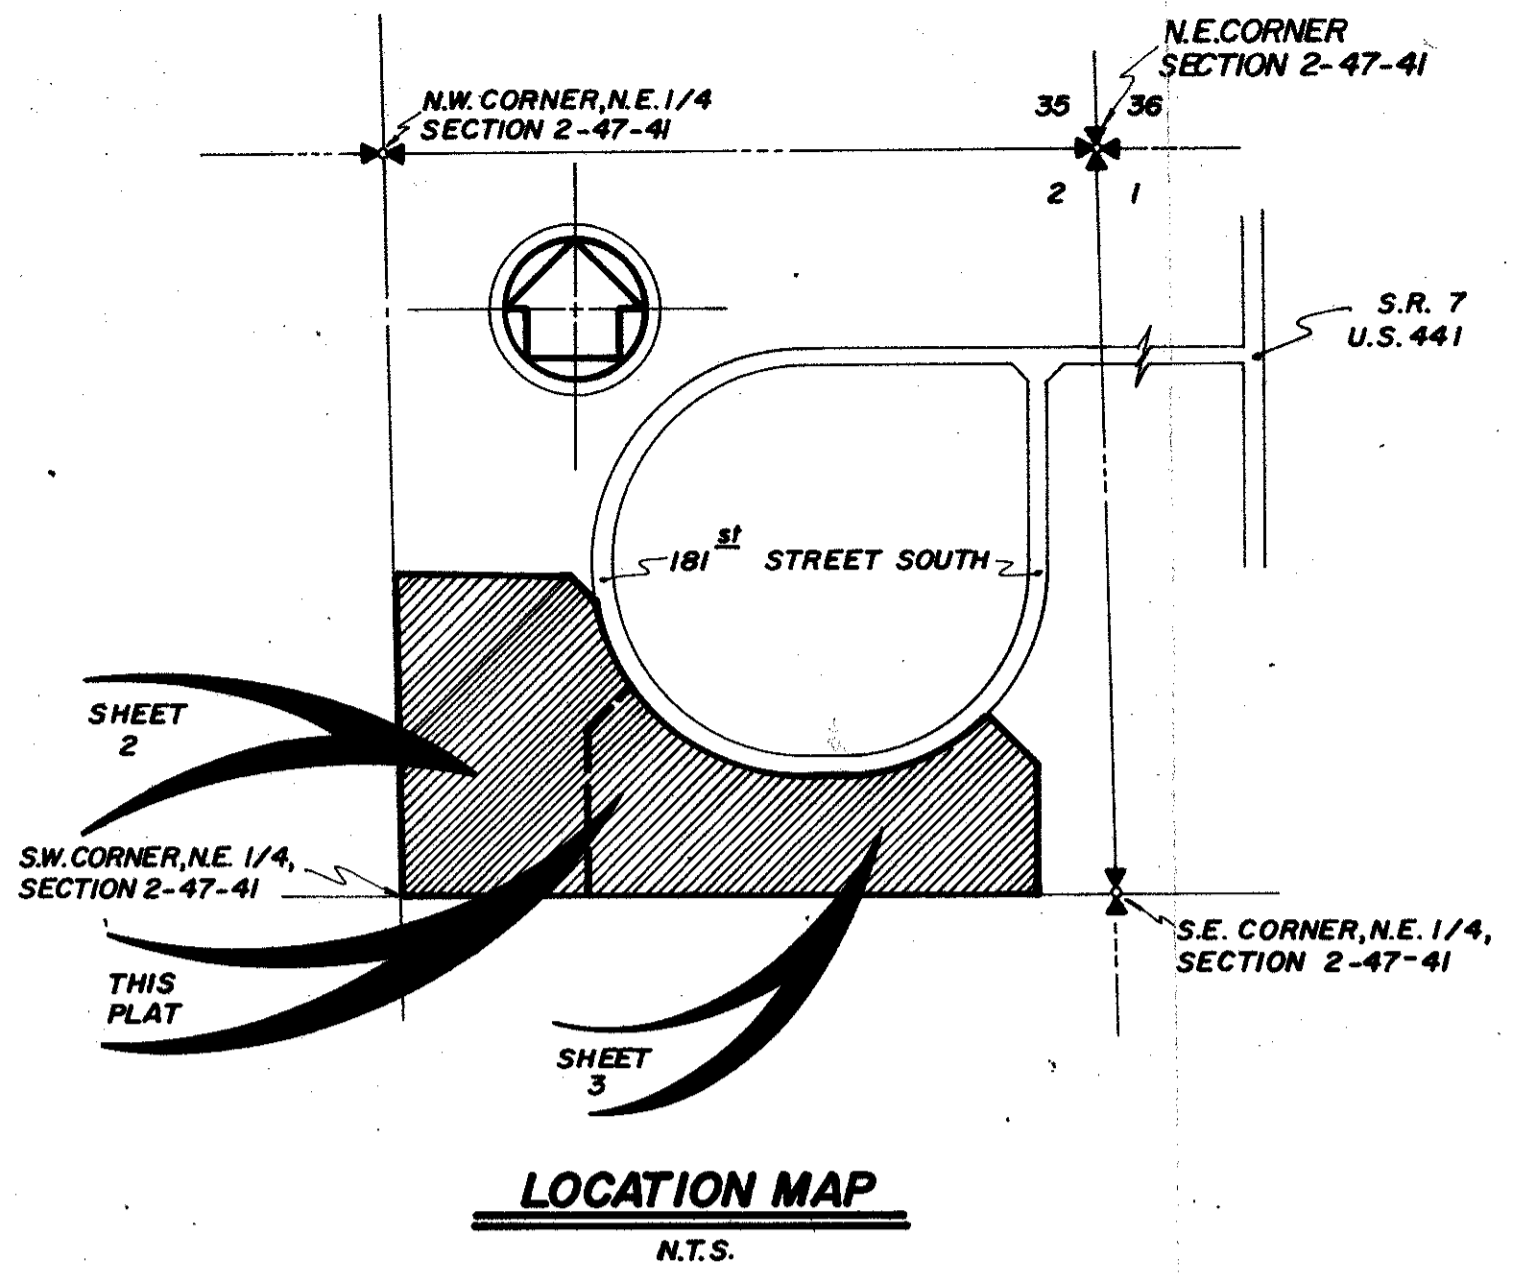 N.E. CORNER
SECTION 2-47-41
N.W. CORNER, N.E. 1/4
SECTION 2-47-41
35 36
2 1
S.R. 7
U.S. 441
181st STREET SOUTH
SHEET
2
S.W. CORNER, N.E. 1/4,
SECTION 2-47-41
S.E. CORNER, N.E. 1/4,
SECTION 2-47-41
THIS
PLAT
SHEET
3
LOCATION MAP
N.T.S.